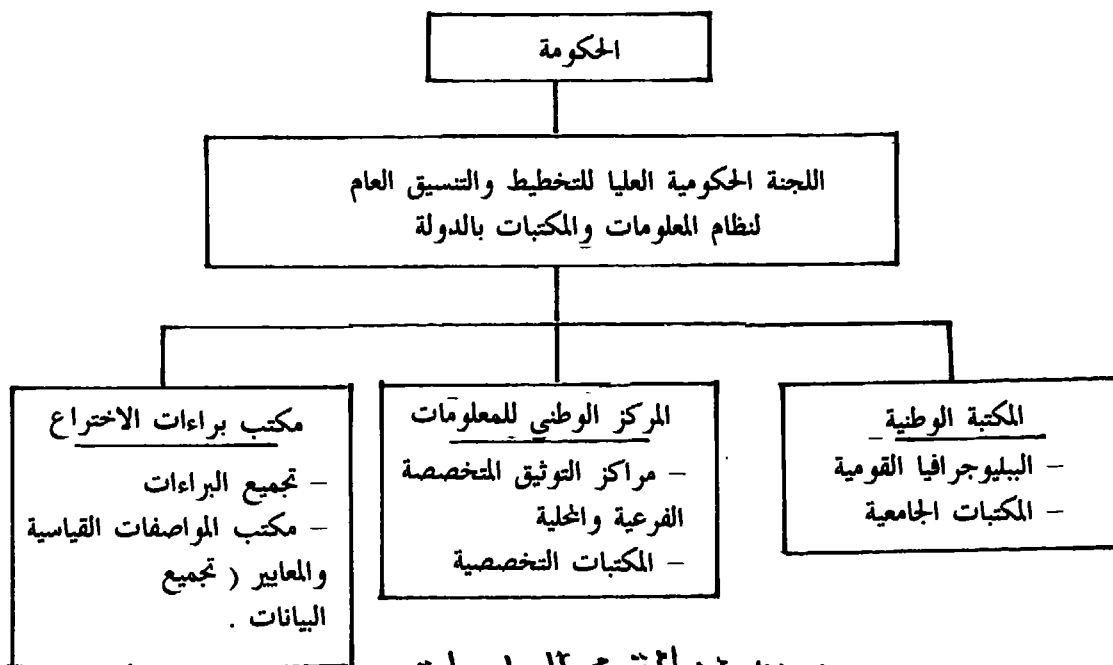 الحكومة
اللجنة الحكومية العليا للتخطيط والتنسيق العام
لنظام المعلومات والمكتبات بالدولة
المكتبة الوطنية
– الببليوجرافيا القومية
– المكتبات الجامعية
المركز الوطني للمعلومات
– مراكز التوثيق المتخصصة
الفرعية والمحلية
– المكتبات التخصصية
مكتب براءات الاختراع
– تجميع البراءات
– مكتب المواصفات القياسية
والمعايير ( تجميع
البيانات .